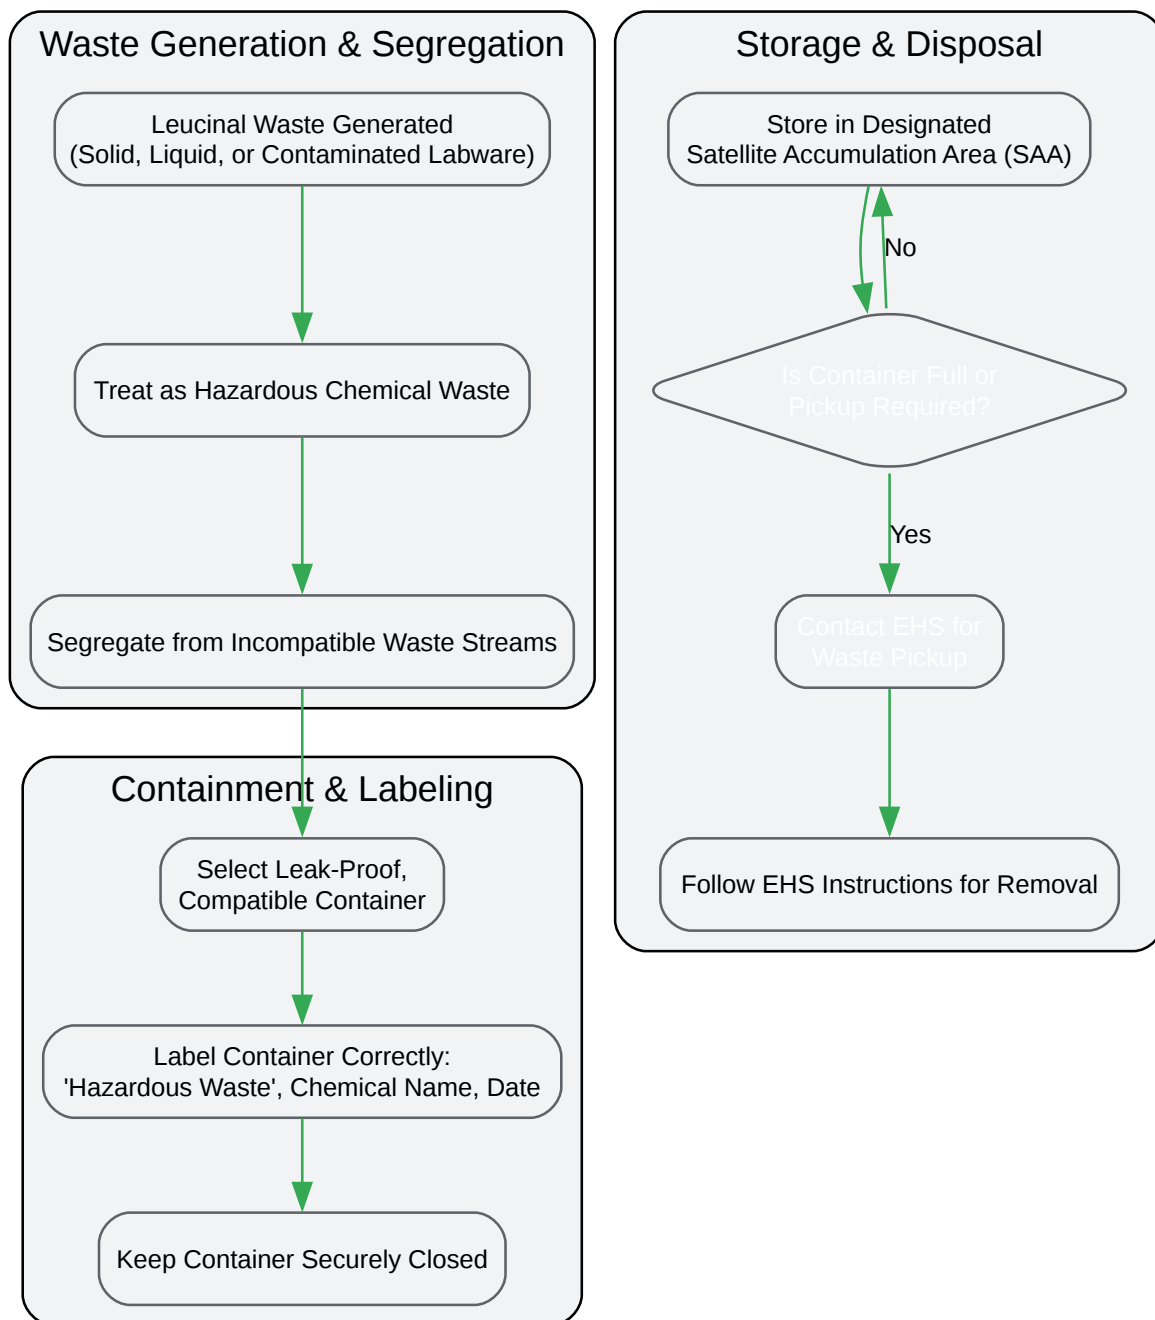 Waste Generation & Segregation
Leucinal Waste Generated
(Solid, Liquid, or Contaminated Labware)
Treat as Hazardous Chemical Waste
Segregate from Incompatible Waste Streams
Containment & Labeling
Select Leak-Proof,
Compatible Container
Label Container Correctly:
'Hazardous Waste', Chemical Name, Date
Keep Container Securely Closed
Storage & Disposal
Store in Designated
Satellite Accumulation Area (SAA)
No
Is Container Full or
Pickup Required?
Yes
Contact EHS for
Waste Pickup
Follow EHS Instructions for Removal